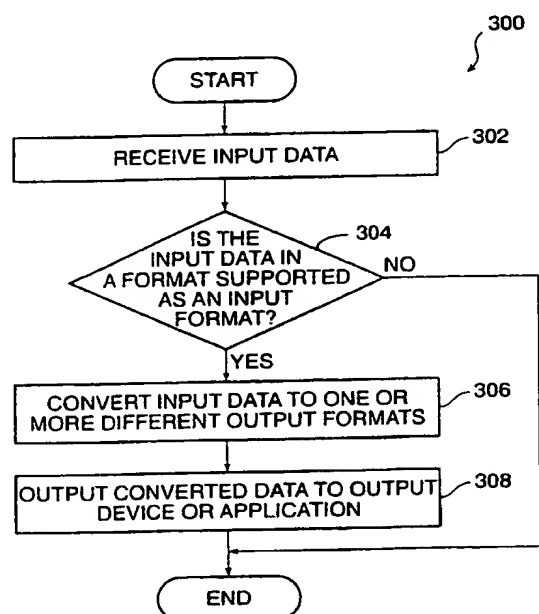 300
START
RECEIVE INPUT DATA
302
IS THE
INPUT DATA IN
A FORMAT SUPPORTED
AS AN INPUT
FORMAT?
304
NO
YES
CONVERT INPUT DATA TO ONE OR
MORE DIFFERENT OUTPUT FORMATS
306
OUTPUT CONVERTED DATA TO OUTPUT
DEVICE OR APPLICATION
308
END